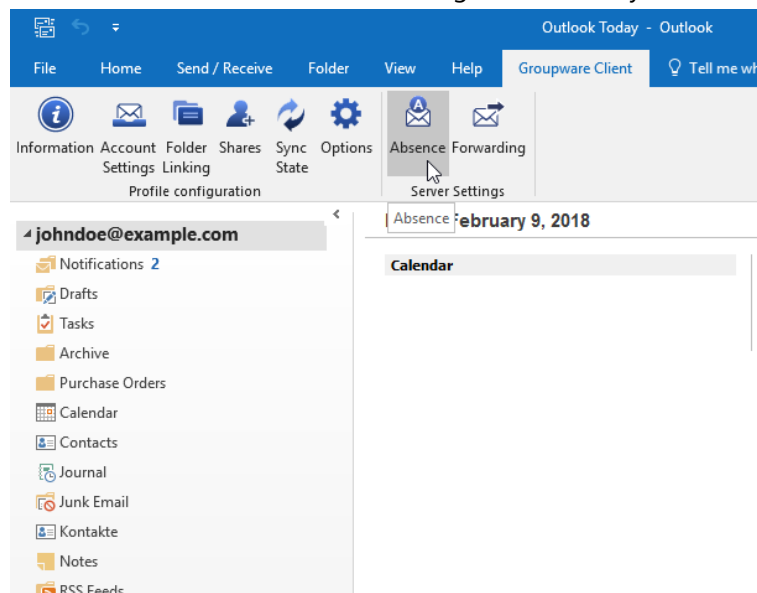 Outlook Today - Outlook
File Home Send / Receive Folder View Help Groupware Client Tell me
Information Account Settings Folder Linking Shares Sync State Options Absence Forwarding
Profile configuration Server Settings
Absence
February 9, 2018
johndoe@example.com
Calendar
Notifications 2
Drafts
Tasks
Archive
Purchase Orders
Calendar
Contacts
Journal
Junk Email
Kontakte
Notes
RSS Feeds